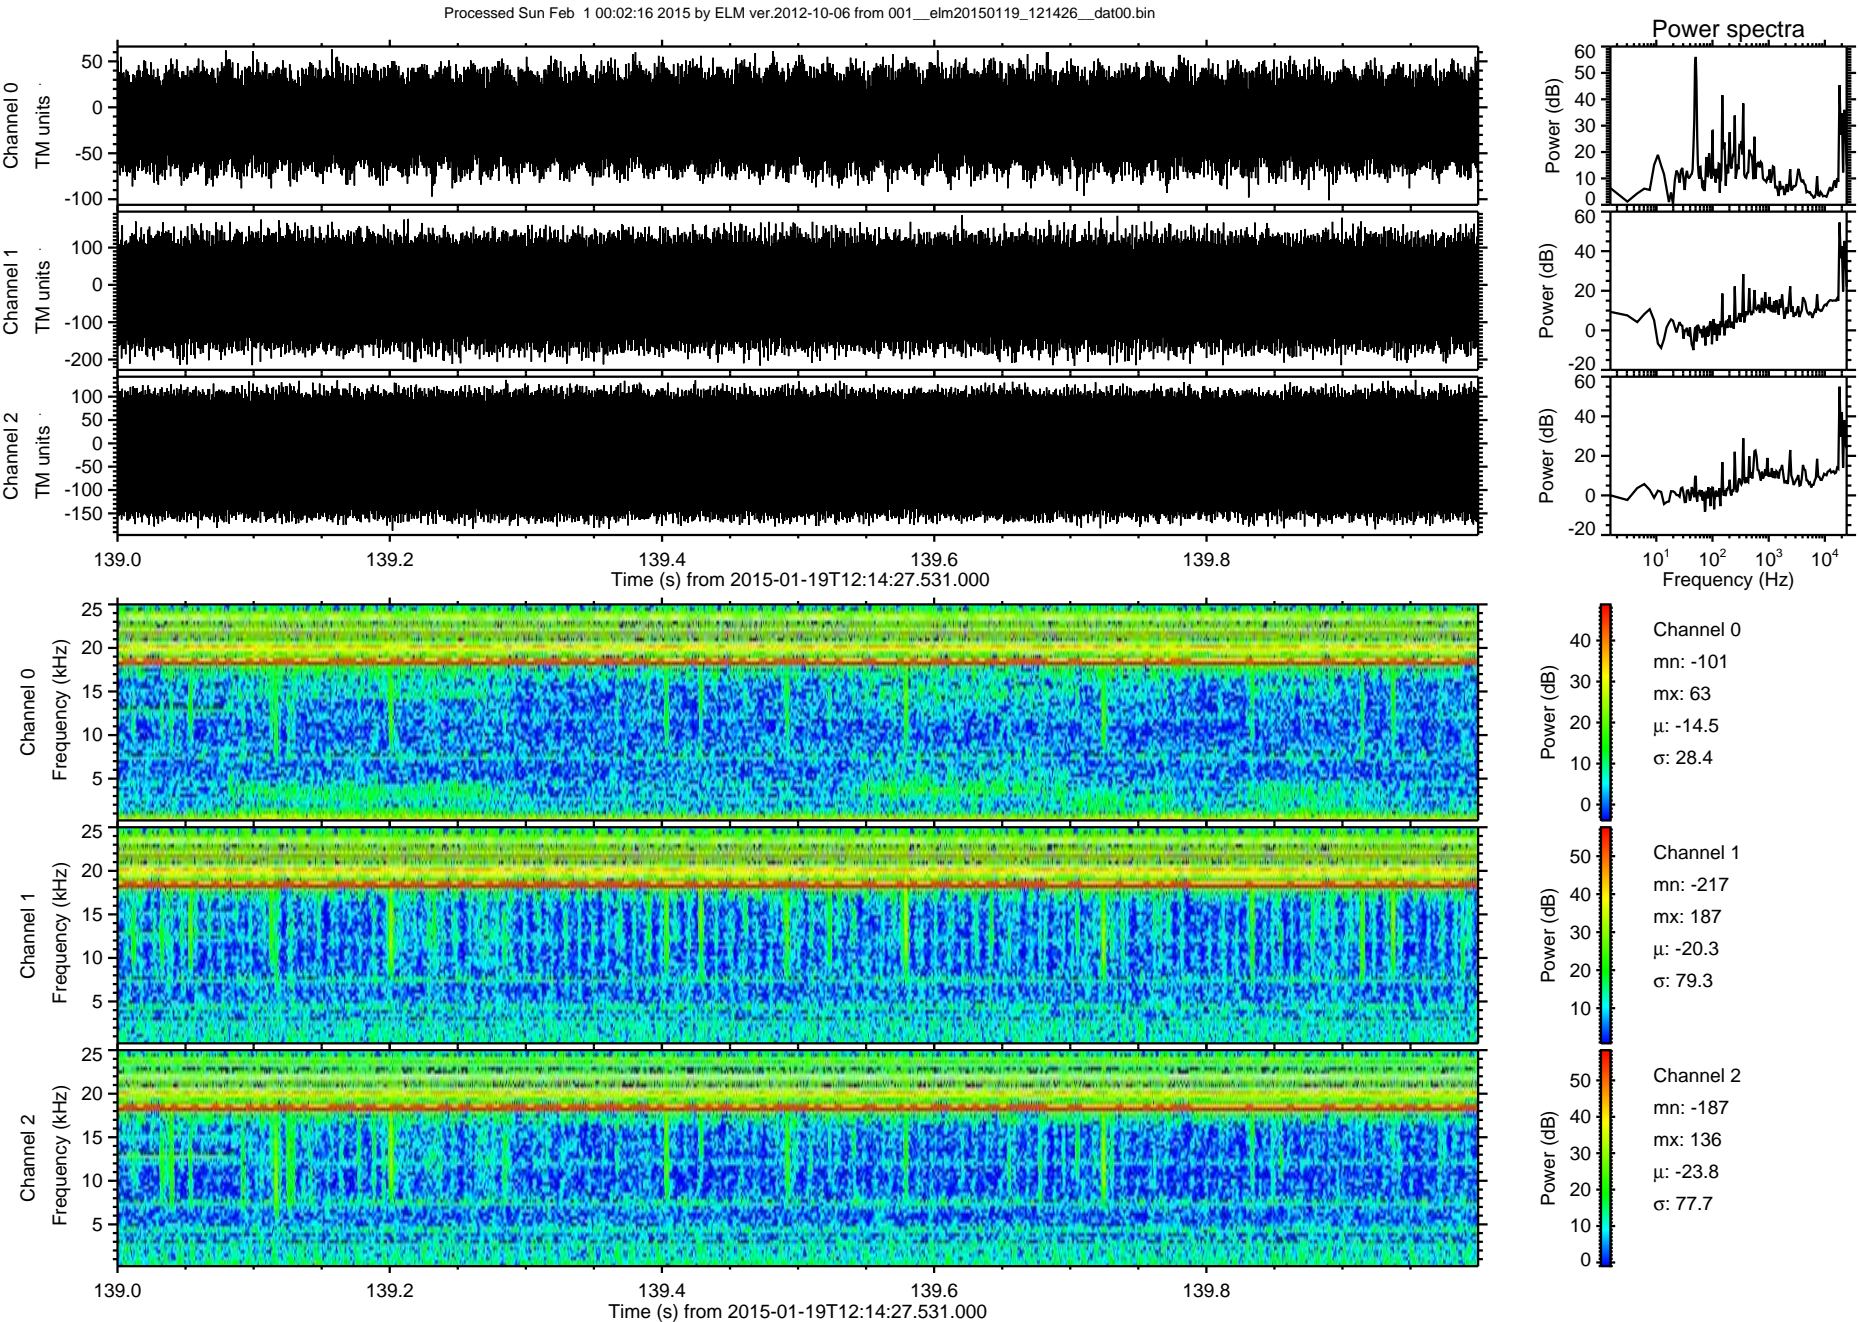 Processed Sun Feb  1 00:02:16 2015 by ELM ver.2012-10-06 from 001__elm20150119_121426__dat00.bin
Power spectra
Channel 0
TM units
50
0
-50
-100
Power (dB)
60
50
40
30
20
10
0
Channel 1
TM units
100
0
-100
-200
Power (dB)
60
40
20
0
-20
Channel 2
TM units
100
50
0
-50
-100
-150
Power (dB)
60
40
20
0
-20
139.0 139.2 139.4 139.6 139.8
Time (s) from 2015-01-19T12:14:27.531.000
10^1 10^2 10^3 10^4
Frequency (Hz)
Channel 0
Frequency (kHz)
25
20
15
10
5
Power (dB)
40
30
20
10
0
Channel 0
mn: -101
mx: 63
μ: -14.5
σ: 28.4
Channel 1
Frequency (kHz)
25
20
15
10
5
Power (dB)
50
40
30
20
10
Channel 1
mn: -217
mx: 187
μ: -20.3
σ: 79.3
Channel 2
Frequency (kHz)
25
20
15
10
5
Power (dB)
50
40
30
20
10
0
Channel 2
mn: -187
mx: 136
μ: -23.8
σ: 77.7
139.0 139.2 139.4 139.6 139.8
Time (s) from 2015-01-19T12:14:27.531.000